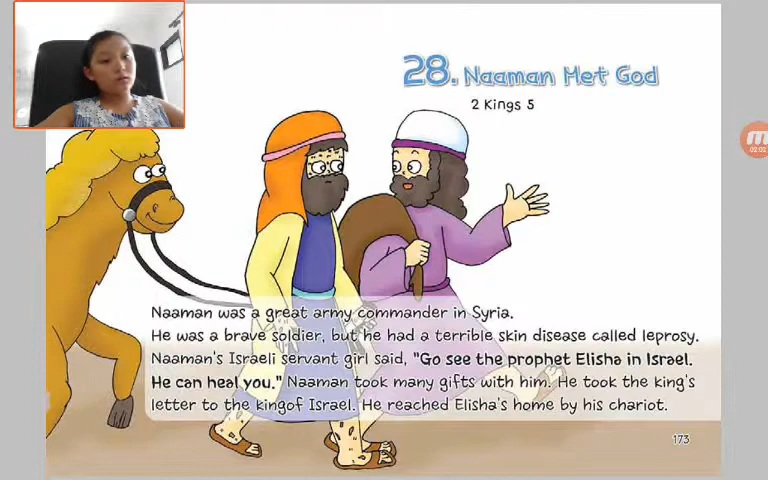 28. Naaman Met God
2 Kings 5
Naaman was a great army commander in Syria.
He was a brave soldier, but he had a terrible skin disease called leprosy.
Naaman's Israeli servant girl said, "Go see the prophet Elisha in Israel.
He can heal you." Naaman took many gifts with him. He took the king's
letter to the kingof Israel. He reached Elisha's home by his chariot.
173
02:02